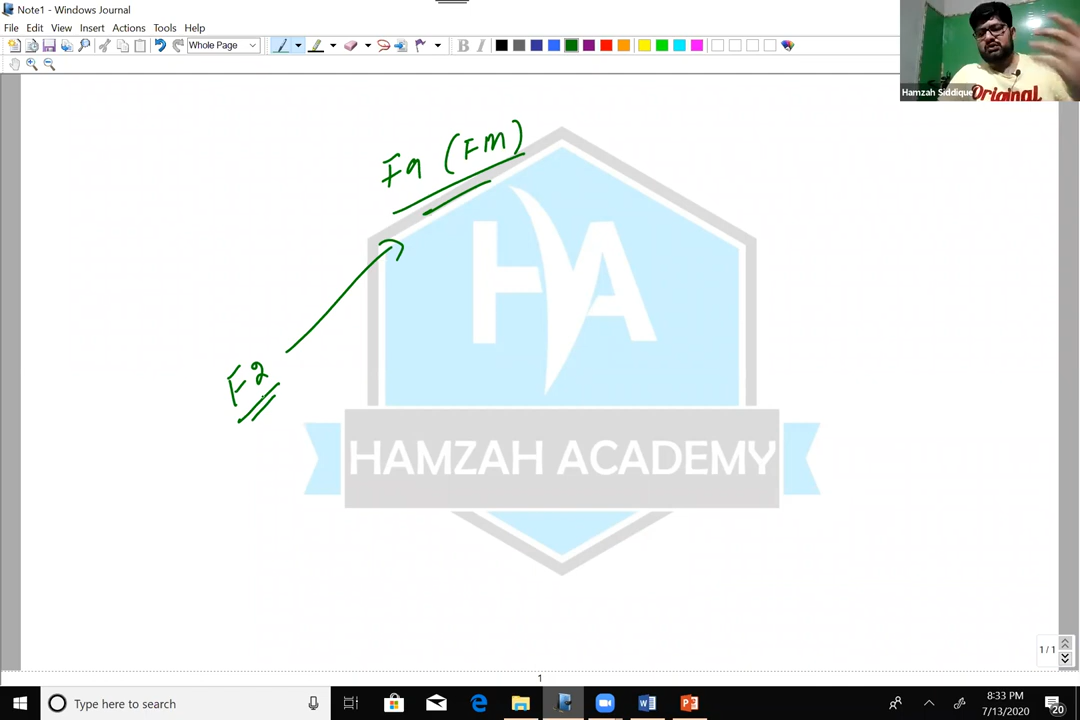 Note1 - Windows Journal
File Edit View Insert Actions Tools Help
Whole Page
B I
Hamzah Siddique
Original
F9 (FM)
F2
HA
HAMZAH ACADEMY
1 / 1
1
Type here to search
8:33 PM
7/13/2020
20